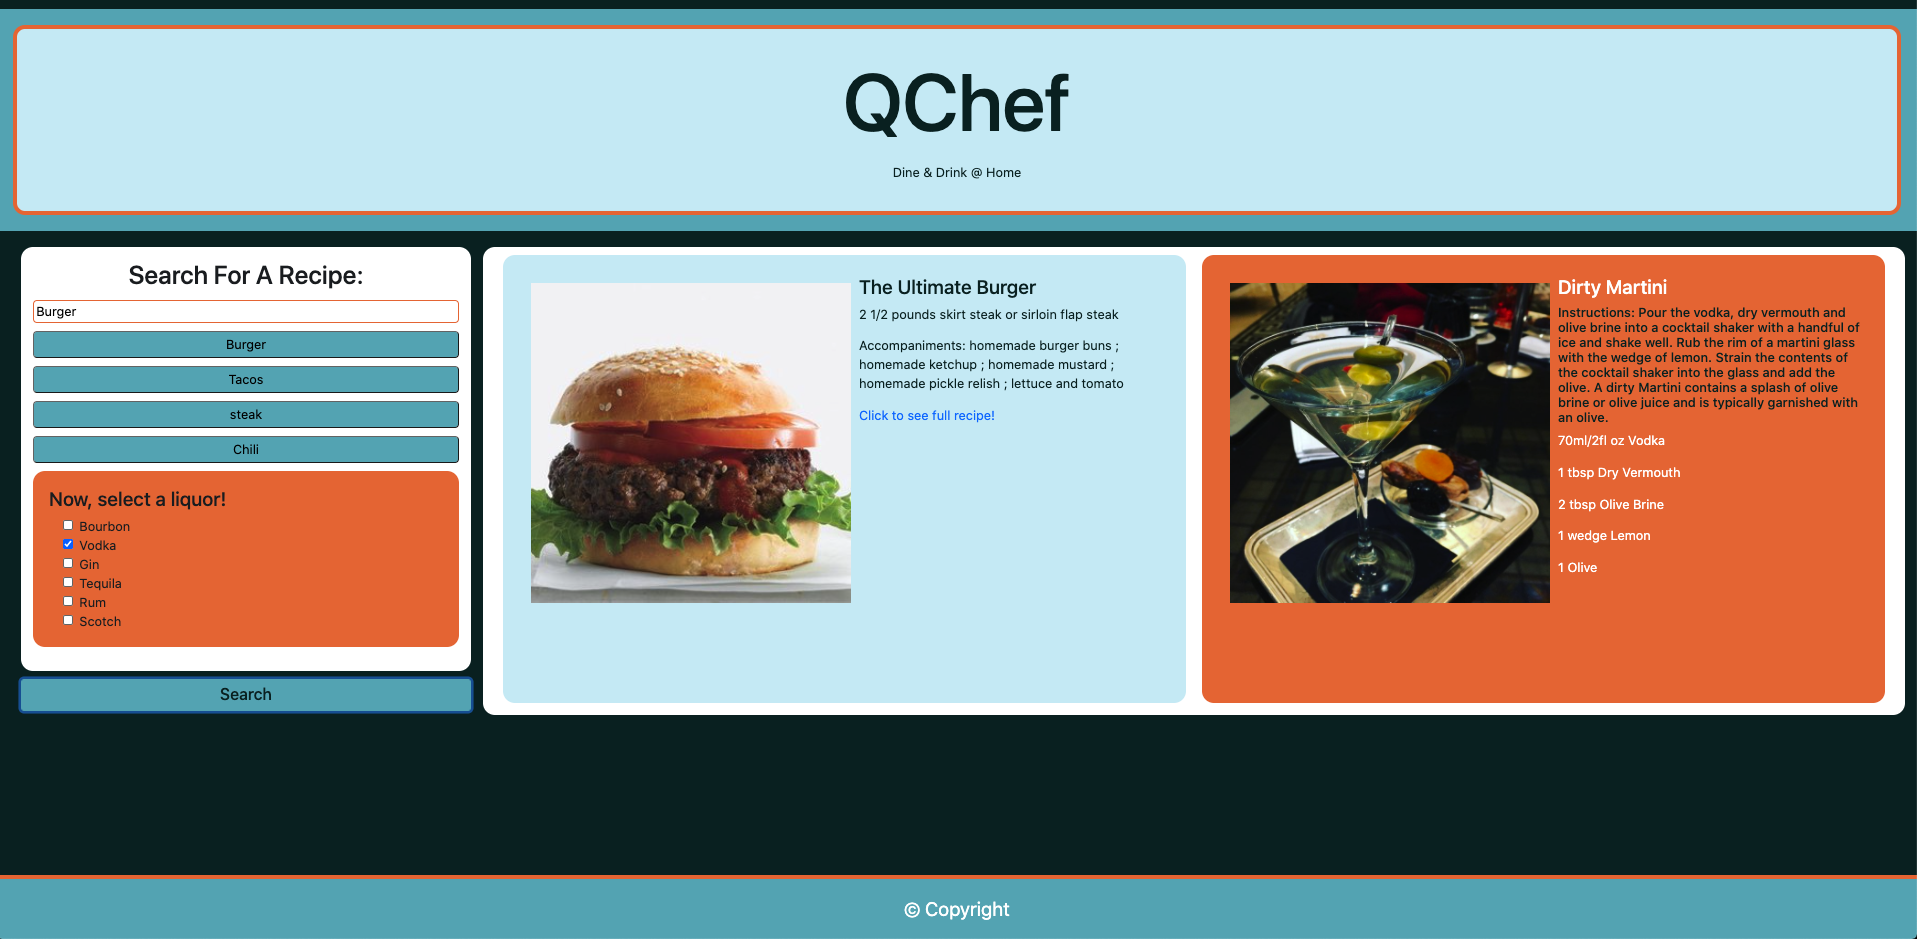 QChef
Dine & Drink @ Home
Search For A Recipe:
Burger
Burger
Tacos
steak
Chili
Now, select a liquor!
Bourbon
Vodka
Gin
Tequila
Rum
Scotch
Search
The Ultimate Burger
2 1/2 pounds skirt steak or sirloin flap steak
Accompaniments: homemade burger buns ;
homemade ketchup ; homemade mustard ;
homemade pickle relish ; lettuce and tomato
Click to see full recipe!
Dirty Martini
Instructions: Pour the vodka, dry vermouth and
olive brine into a cocktail shaker with a handful of
ice and shake well. Rub the rim of a martini glass
with the wedge of lemon. Strain the contents of
the cocktail shaker into the glass and add the
olive. A dirty Martini contains a splash of olive
brine or olive juice and is typically garnished with
an olive.
70ml/2fl oz Vodka
1 tbsp Dry Vermouth
2 tbsp Olive Brine
1 wedge Lemon
1 Olive
© Copyright